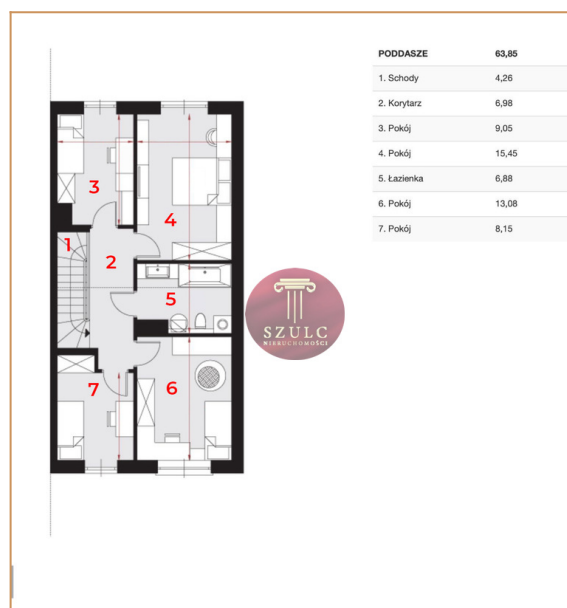 PODDASZE 63,85
1. Schody 4,26
2. Korytarz 6,98
3. Pokój 9,05
4. Pokój 15,45
5. Łazienka 6,88
6. Pokój 13,08
7. Pokój 8,15
3
4
1
2
5
SZULC
NIERUCHOMOŚCI
7
6